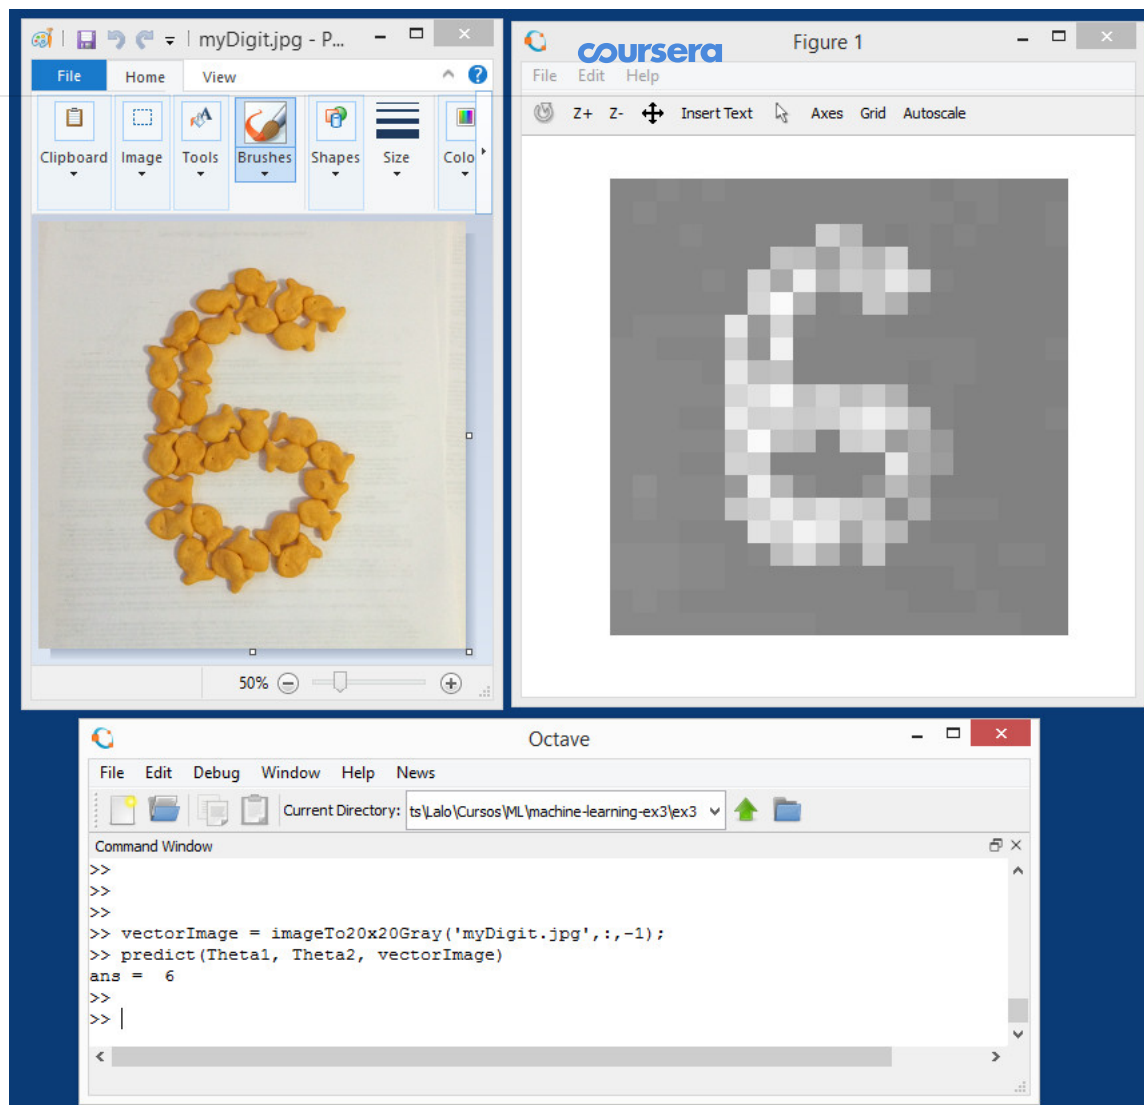 myDigit.jpg - P...
File Home View
Clipboard Image Tools Brushes Shapes Size Colo
50%
coursera
Figure 1
File Edit Help
Z+ Z- Insert Text Axes Grid Autoscale
Octave
File Edit Debug Window Help News
Current Directory: ts\Lalo\Cursos\ML\machine-learning-ex3\ex3
Command Window
>>
>>
>>
>> vectorImage = imageTo20x20Gray('myDigit.jpg',:,-1);
>> predict(Theta1, Theta2, vectorImage)
ans =  6
>>
>>